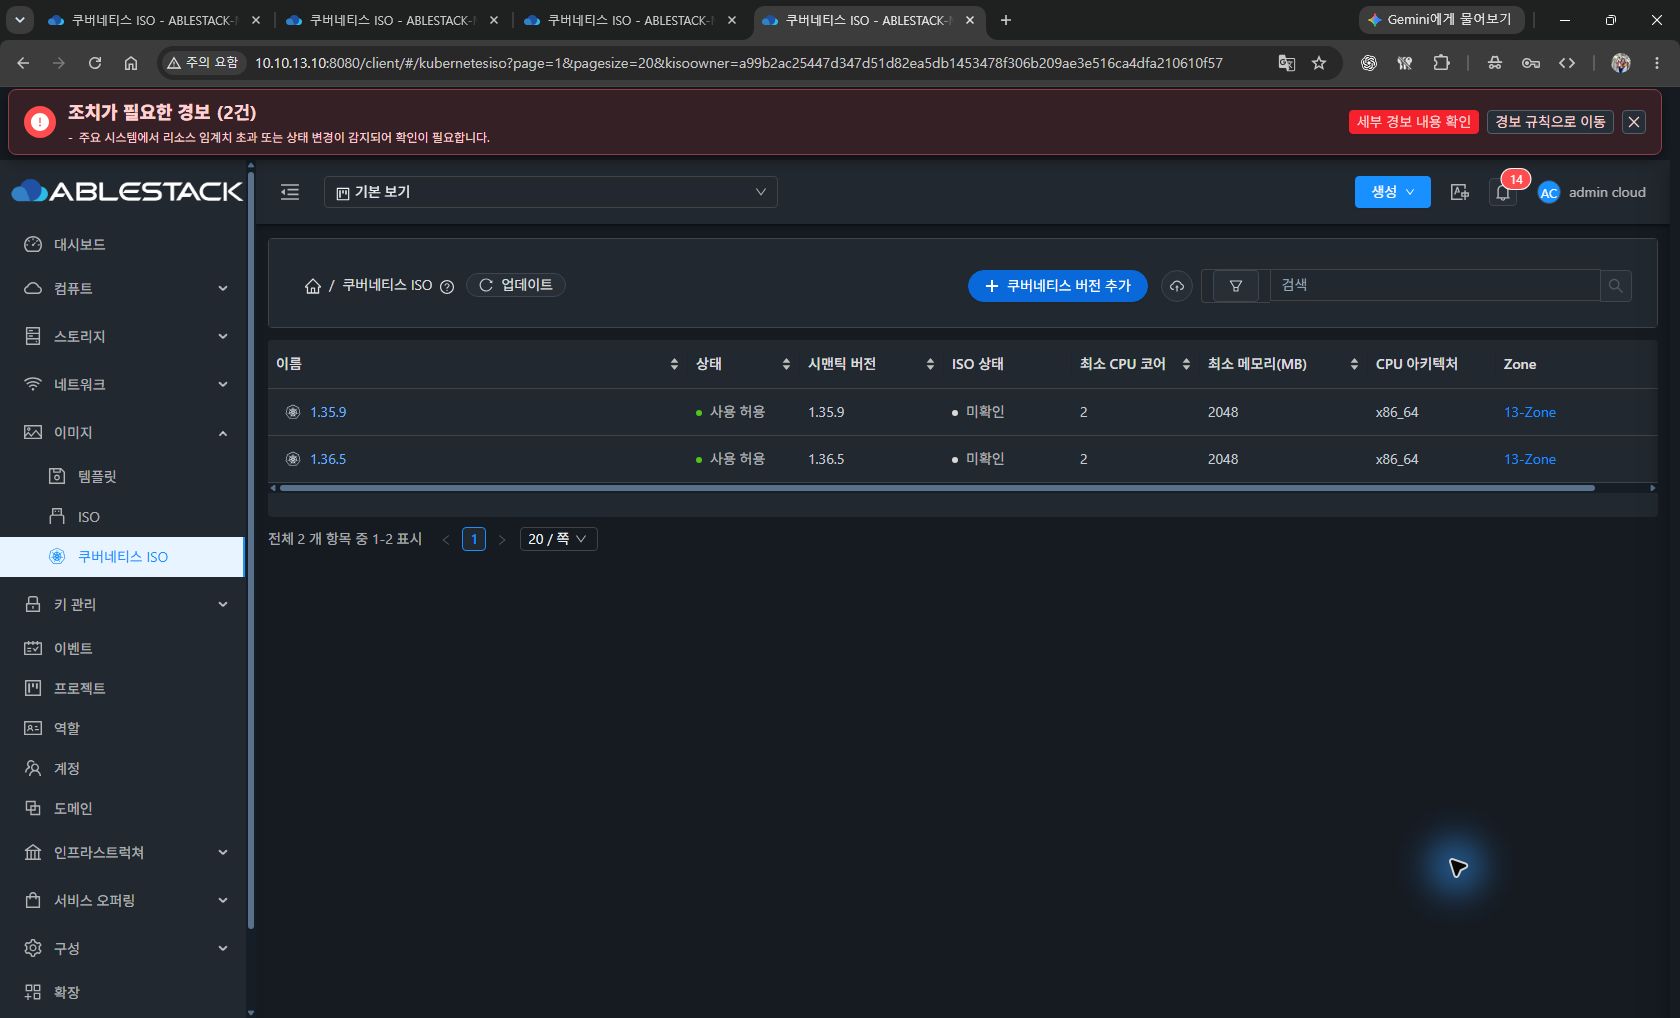 쿠버네티스 ISO - ABLESTACK-
쿠버네티스 ISO - ABLESTACK-
쿠버네티스 ISO - ABLESTACK-
쿠버네티스 ISO - ABLESTACK-
Gemini에게 물어보기
주의 요함
10.10.13.10:8080/client/#/kubernetesiso?page=1&pagesize=20&kisoowner=a99b2ac25447d347d51d82ea5db1453478f306b209ae3e516ca4dfa210610f57
조치가 필요한 경보 (2건)
- 주요 시스템에서 리소스 임계치 초과 또는 상태 변경이 감지되어 확인이 필요합니다.
세부 경보 내용 확인
경보 규칙으로 이동
ABLESTACK
기본 보기
생성
14
AC
admin cloud
대시보드
컴퓨트
스토리지
네트워크
이미지
템플릿
ISO
쿠버네티스 ISO
키 관리
이벤트
프로젝트
역할
계정
도메인
인프라스트럭쳐
서비스 오퍼링
구성
확장
/ 쿠버네티스 ISO
업데이트
쿠버네티스 버전 추가
검색
이름 상태 시맨틱 버전 ISO 상태 최소 CPU 코어 최소 메모리(MB) CPU 아키텍처 Zone
1.35.9 사용 허용 1.35.9 미확인 2 2048 x86_64 13-Zone
1.36.5 사용 허용 1.36.5 미확인 2 2048 x86_64 13-Zone
전체 2 개 항목 중 1-2 표시
1
20 / 쪽